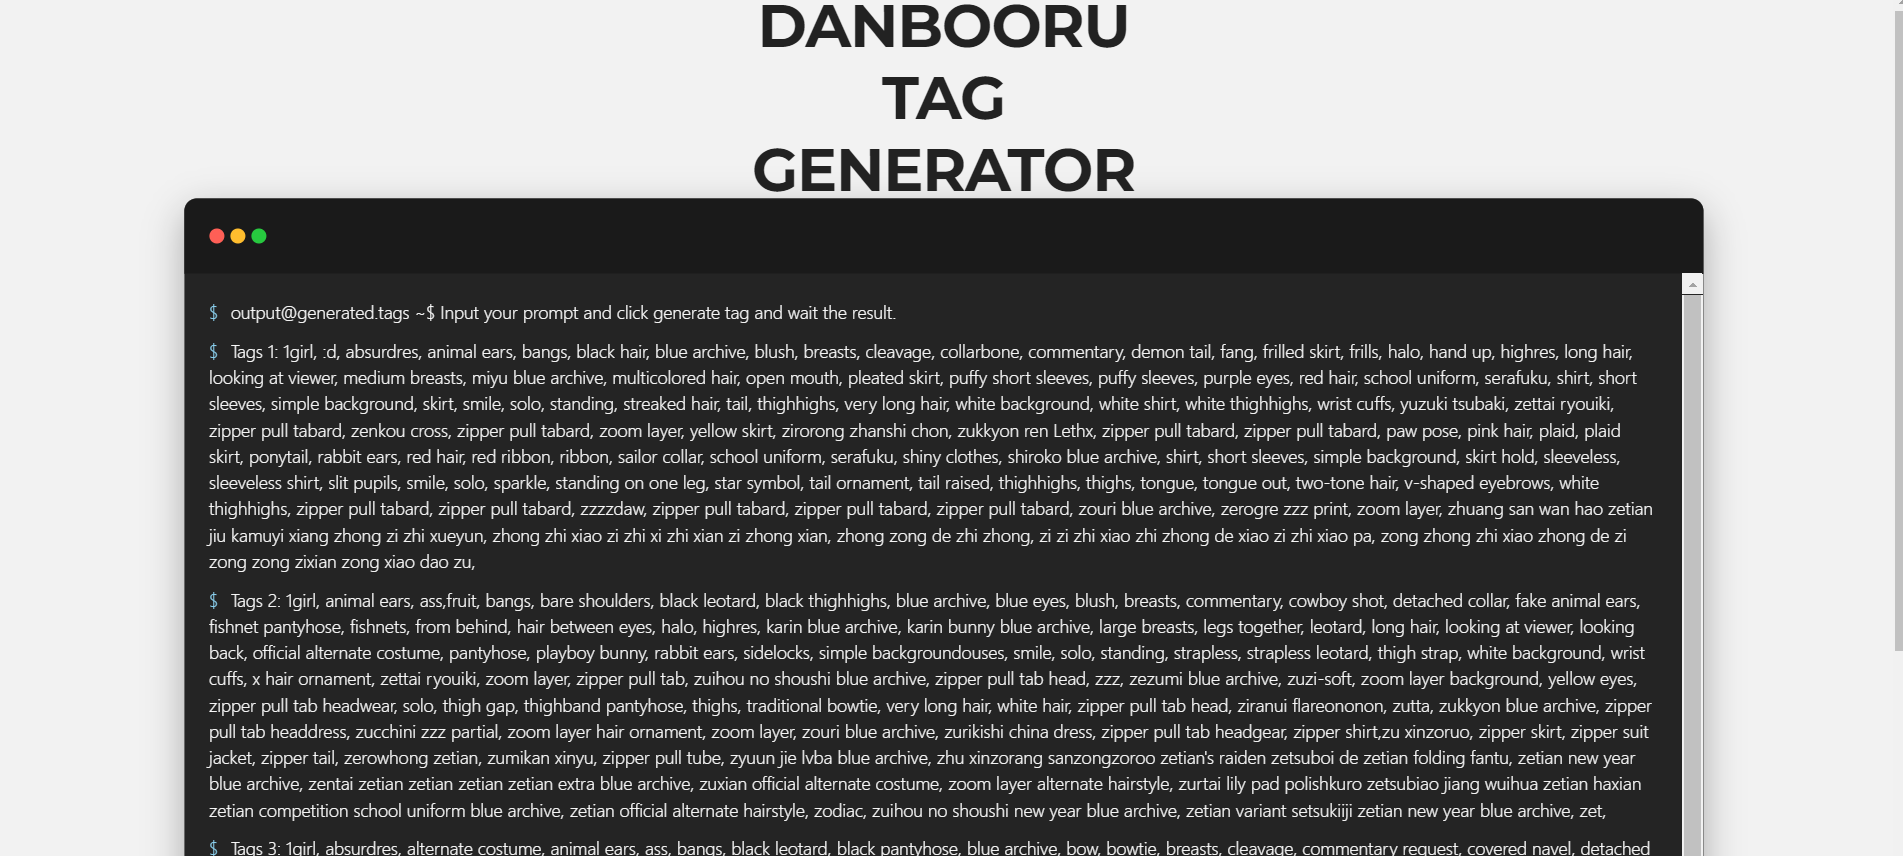 DANBOORU
TAG
GENERATOR
$ output@generated.tags ~$ Input your prompt and click generate tag and wait the result.
$ Tags 1: 1girl, :d, absurdres, animal ears, bangs, black hair, blue archive, blush, breasts, cleavage, collarbone, commentary, demon tail, fang, frilled skirt, frills, halo, hand up, highres, long hair,
looking at viewer, medium breasts, miyu blue archive, multicolored hair, open mouth, pleated skirt, puffy short sleeves, puffy sleeves, purple eyes, red hair, school uniform, serafuku, shirt, short
sleeves, simple background, skirt, smile, solo, standing, streaked hair, tail, thighhighs, very long hair, white background, white shirt, white thighhighs, wrist cuffs, yuzuki tsubaki, zettai ryouiki,
zipper pull tabard, zenkou cross, zipper pull tabard, zoom layer, yellow skirt, zirorong zhanshi chon, zukkyon ren Lethx, zipper pull tabard, zipper pull tabard, paw pose, pink hair, plaid, plaid
skirt, ponytail, rabbit ears, red hair, red ribbon, ribbon, sailor collar, school uniform, serafuku, shiny clothes, shiroko blue archive, shirt, short sleeves, simple background, skirt hold, sleeveless,
sleeveless shirt, slit pupils, smile, solo, sparkle, standing on one leg, star symbol, tail ornament, tail raised, thighhighs, thighs, tongue, tongue out, two-tone hair, v-shaped eyebrows, white
thighhighs, zipper pull tabard, zipper pull tabard, zzzzdaw, zipper pull tabard, zipper pull tabard, zipper pull tabard, zouri blue archive, zerogre zzz print, zoom layer, zhuang san wan hao zetian
jiu kamuyi xiang zhong zi zhi xueyun, zhong zhi xiao zi zhi xi zhi xian zi zhong xian, zhong zong de zhi zhong, zi zi zhi xiao zhi zhong de xiao zi zhi xiao pa, zong zhong zhi xiao zhong de zi
zong zong zixian zong xiao dao zu,
$ Tags 2: 1girl, animal ears, ass,fruit, bangs, bare shoulders, black leotard, black thighhighs, blue archive, blue eyes, blush, breasts, commentary, cowboy shot, detached collar, fake animal ears,
fishnet pantyhose, fishnets, from behind, hair between eyes, halo, highres, karin blue archive, karin bunny blue archive, large breasts, legs together, leotard, long hair, looking at viewer, looking
back, official alternate costume, pantyhose, playboy bunny, rabbit ears, sidelocks, simple backgroundouses, smile, solo, standing, strapless, strapless leotard, thigh strap, white background, wrist
cuffs, x hair ornament, zettai ryouiki, zoom layer, zipper pull tab, zuihou no shoushi blue archive, zipper pull tab head, zzz, zezumi blue archive, zuzi-soft, zoom layer background, yellow eyes,
zipper pull tab headwear, solo, thigh gap, thighband pantyhose, thighs, traditional bowtie, very long hair, white hair, zipper pull tab head, ziranui flareononon, zutta, zukkyon blue archive, zipper
pull tab headdress, zucchini zzz partial, zoom layer hair ornament, zoom layer, zouri blue archive, zurikishi china dress, zipper pull tab headgear, zipper shirt,zu xinzoruo, zipper skirt, zipper suit
jacket, zipper tail, zerowhong zetian, zumikan xinyu, zipper pull tube, zyuun jie lvba blue archive, zhu xinzorang sanzongzoroo zetian's raiden zetsuboi de zetian folding fantu, zetian new year
blue archive, zentai zetian zetian zetian zetian extra blue archive, zuxian official alternate costume, zoom layer alternate hairstyle, zurtai lily pad polishkuro zetsubiao jiang wuihua zetian haxian
zetian competition school uniform blue archive, zetian official alternate hairstyle, zodiac, zuihou no shoushi new year blue archive, zetian variant setsukiiji zetian new year blue archive, zet,
$ Tags 3: 1girl, absurdres, alternate costume, animal ears, ass, bangs, black leotard, black pantyhose, blue archive, bow, bowtie, breasts, cleavage, commentary request, covered navel, detached